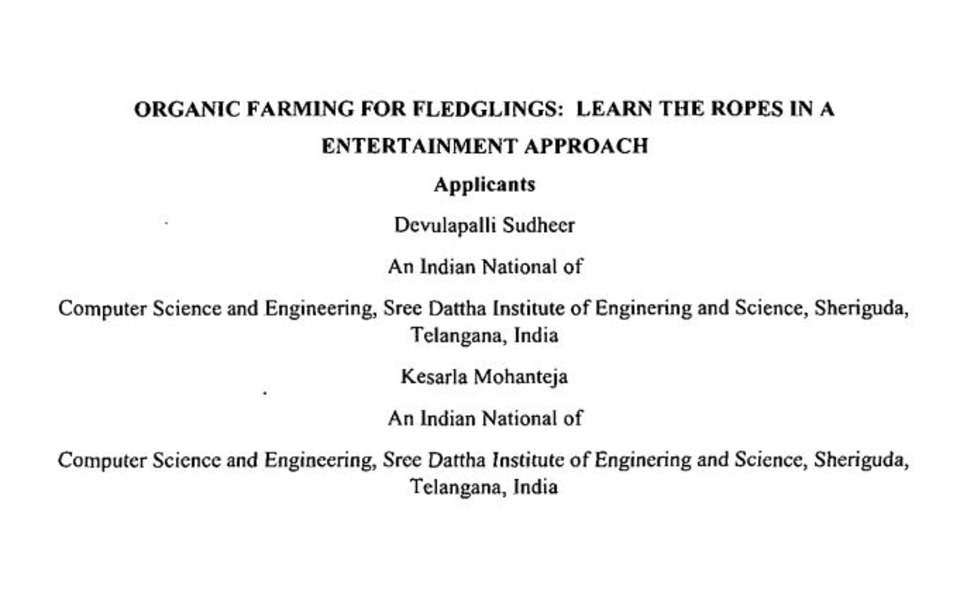 ORGANIC FARMING FOR FLEDGLINGS: LEARN THE ROPES IN A
ENTERTAINMENT APPROACH
Applicants
Devulapalli Sudheer
An Indian National of
Computer Science and Engineering, Sree Dattha Institute of Enginering and Science, Sheriguda,
Telangana, India
Kesarla Mohanteja
An Indian National of
Computer Science and Engineering, Sree Dattha Institute of Enginering and Science, Sheriguda,
Telangana, India